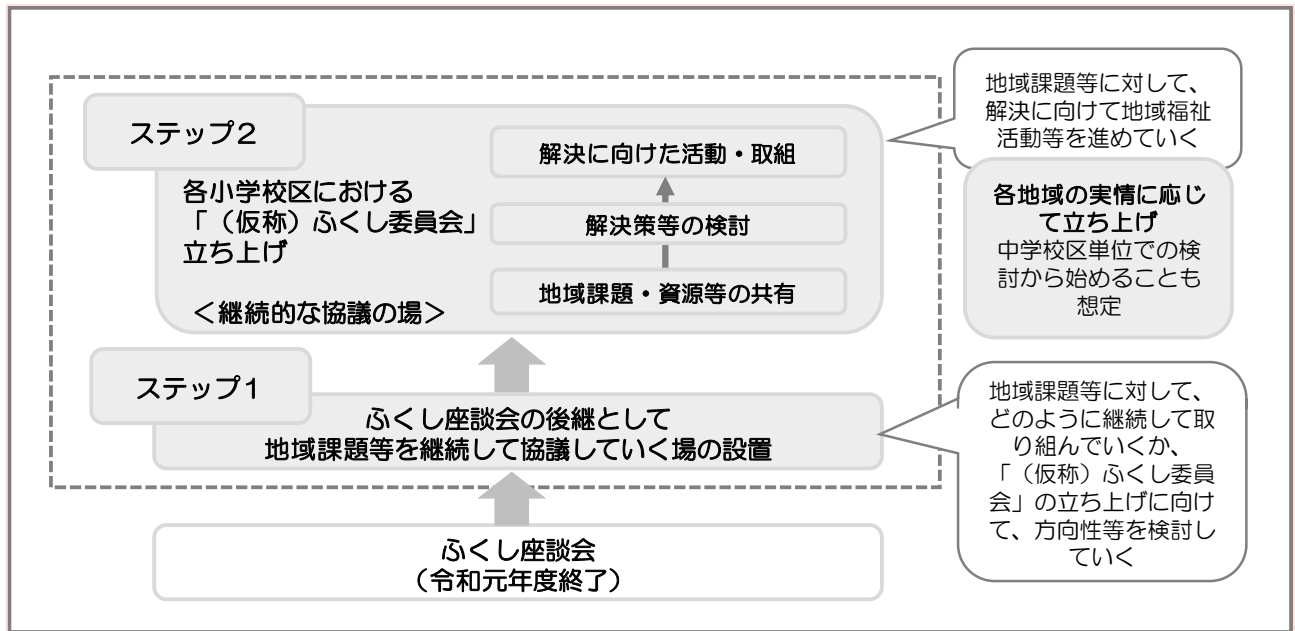 ステップ2
各小学校区における
「（仮称）ふくし委員会」
立ち上げ
＜継続的な協議の場＞
解決に向けた活動・取組
解決策等の検討
地域課題・資源等の共有
地域課題等に対して、
解決に向けて地域福祉
活動等を進めていく
各地域の実情に応じ
て立ち上げ
中学校区単位での検
討から始めることも
想定
ステップ1
ふくし座談会の後継として
地域課題等を継続して協議していく場の設置
地域課題等に対して、
どのように継続して取
り組んでいくか、
「（仮称）ふくし委員
会」の立ち上げに向け
て、方向性等を検討し
ていく
ふくし座談会
（令和元年度終了）